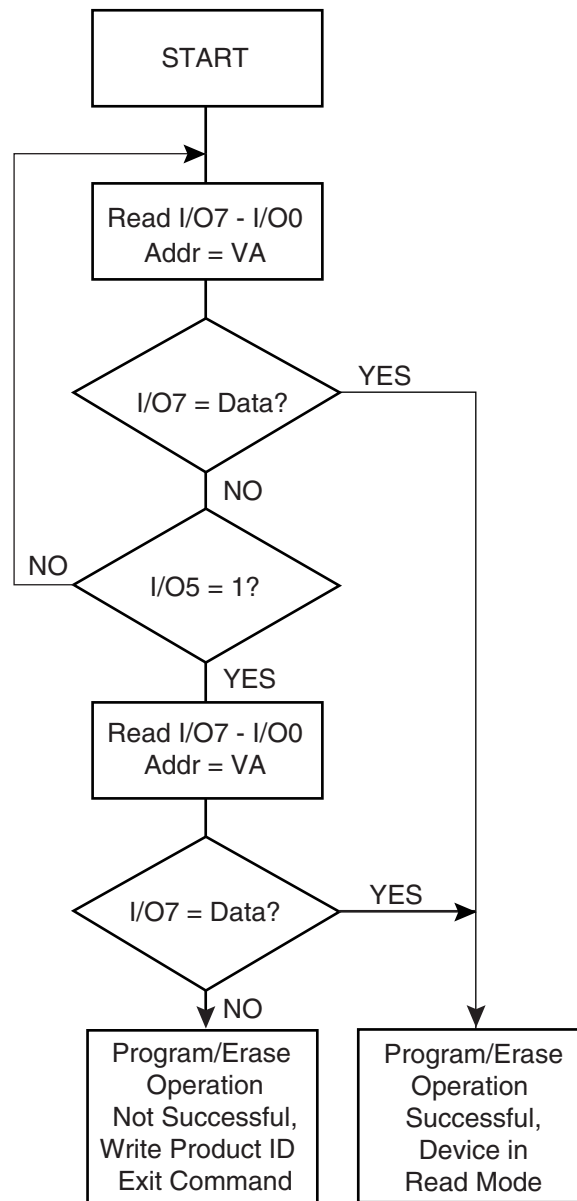 START
Read I/O7 - I/O0
Addr = VA
I/O7 = Data?
YES
NO
I/O5 = 1?
NO
YES
Read I/O7 - I/O0
Addr = VA
I/O7 = Data?
YES
NO
Program/Erase
Operation
Not Successful,
Write Product ID
Exit Command
Program/Erase
Operation
Successful,
Device in
Read Mode